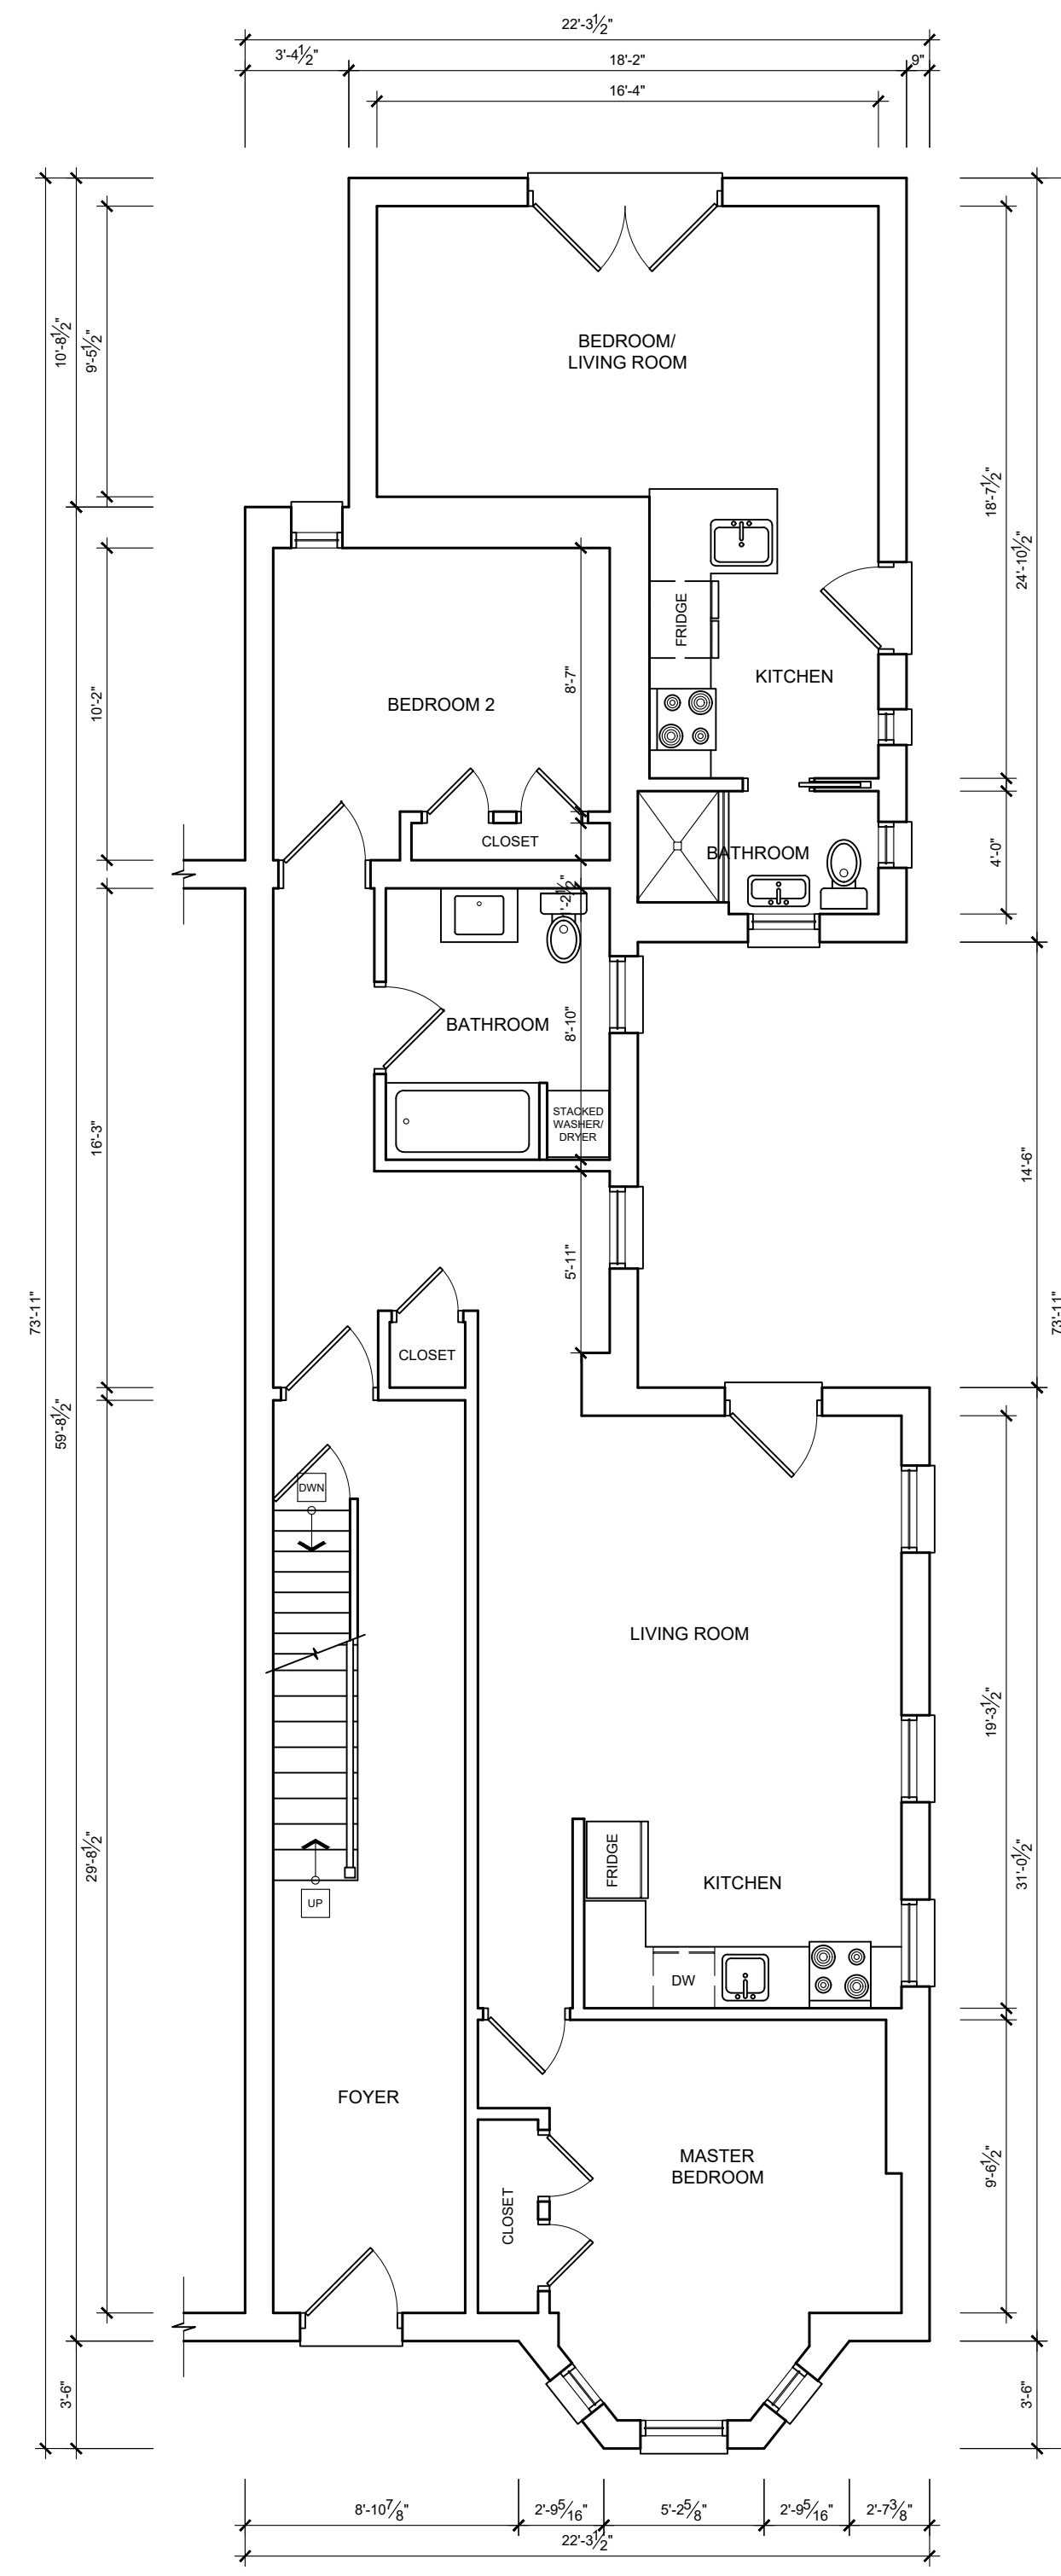 22'-3½"
3'-4½"
18'-2"
9"
16'-4"
BEDROOM/
LIVING ROOM
10'-8½"
9'-5½"
18'-7½"
24'-10½"
FRIDGE
KITCHEN
8'-7"
10'-2"
BEDROOM 2
CLOSET
BATHROOM
4'-0"
1'-2½"
BATHROOM
8'-10"
STACKED
WASHER/
DRYER
16'-3"
14'-6"
5'-11"
73'-11"
73'-11"
CLOSET
59'-8½"
DWN
LIVING ROOM
19'-3½"
29'-8½"
FRIDGE
KITCHEN
31'-0½"
UP
DW
FOYER
MASTER
BEDROOM
9'-6½"
CLOSET
3'-6"
3'-6"
8'-10⅞"
2'-9⁵⁄₁₆"
5'-2⅝"
2'-9⁵⁄₁₆"
2'-7⅜"
22'-3½"